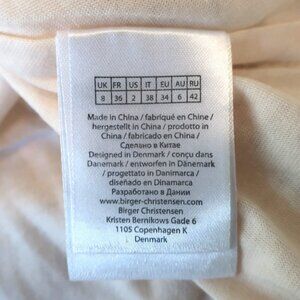 UK FR US IT EU AU RU
8 36 2 38 34 6 42
Made in China / fabriqué en Chine /
hergestellt in China / prodotto in
China / fabricado en China /
Сделано в Китае
Designed in Denmark / conçu dans
Danemark / entworfen in Dänemark
/ progettato in Danimarca /
diseñado en Dinamarca
Разработано в Дании
www.birger-christensen.com
Birger Christensen
Kristen Bernikows Gade 6
1105 Copenhagen K
Denmark